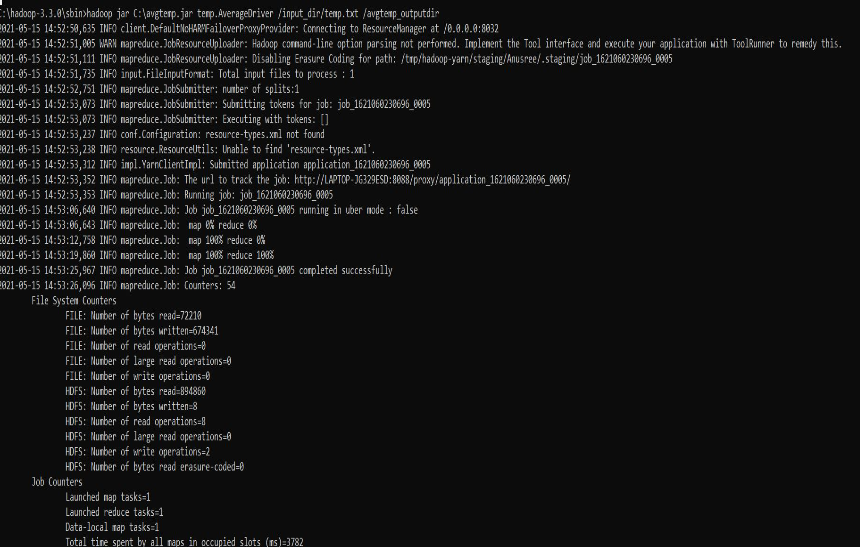 C:\hadoop-3.3.0\sbin>hadoop jar C:\avgtemp.jar temp.AverageDriver /input_dir/temp.txt /avgtemp_outputdir
2021-05-15 14:52:50,635 INFO client.DefaultNoHARMFailoverProxyProvider: Connecting to ResourceManager at /0.0.0.0:8032
2021-05-15 14:52:51,005 WARN mapreduce.JobResourceUploader: Hadoop command-line option parsing not performed. Implement the Tool interface and execute your application with ToolRunner to remedy this.
2021-05-15 14:52:51,111 INFO mapreduce.JobResourceUploader: Disabling Erasure Coding for path: /tmp/hadoop-yarn/staging/Anusree/.staging/job_1621060230696_0005
2021-05-15 14:52:51,735 INFO input.FileInputFormat: Total input files to process : 1
2021-05-15 14:52:52,751 INFO mapreduce.JobSubmitter: number of splits:1
2021-05-15 14:52:53,073 INFO mapreduce.JobSubmitter: Submitting tokens for job: job_1621060230696_0005
2021-05-15 14:52:53,073 INFO mapreduce.JobSubmitter: Executing with tokens: []
2021-05-15 14:52:53,237 INFO conf.Configuration: resource-types.xml not found
2021-05-15 14:52:53,238 INFO resource.ResourceUtils: Unable to find 'resource-types.xml'.
2021-05-15 14:52:53,312 INFO impl.YarnClientImpl: Submitted application application_1621060230696_0005
2021-05-15 14:52:53,352 INFO mapreduce.Job: The url to track the job: http://LAPTOP-JG329ESD:8088/proxy/application_1621060230696_0005/
2021-05-15 14:52:53,353 INFO mapreduce.Job: Running job: job_1621060230696_0005
2021-05-15 14:53:06,640 INFO mapreduce.Job: Job job_1621060230696_0005 running in uber mode : false
2021-05-15 14:53:06,643 INFO mapreduce.Job:  map 0% reduce 0%
2021-05-15 14:53:12,758 INFO mapreduce.Job:  map 100% reduce 0%
2021-05-15 14:53:19,860 INFO mapreduce.Job:  map 100% reduce 100%
2021-05-15 14:53:25,967 INFO mapreduce.Job: Job job_1621060230696_0005 completed successfully
2021-05-15 14:53:26,096 INFO mapreduce.Job: Counters: 54
File System Counters
FILE: Number of bytes read=72210
FILE: Number of bytes written=674341
FILE: Number of read operations=0
FILE: Number of large read operations=0
FILE: Number of write operations=0
HDFS: Number of bytes read=894860
HDFS: Number of bytes written=8
HDFS: Number of read operations=8
HDFS: Number of large read operations=0
HDFS: Number of write operations=2
HDFS: Number of bytes read erasure-coded=0
Job Counters
Launched map tasks=1
Launched reduce tasks=1
Data-local map tasks=1
Total time spent by all maps in occupied slots (ms)=3782